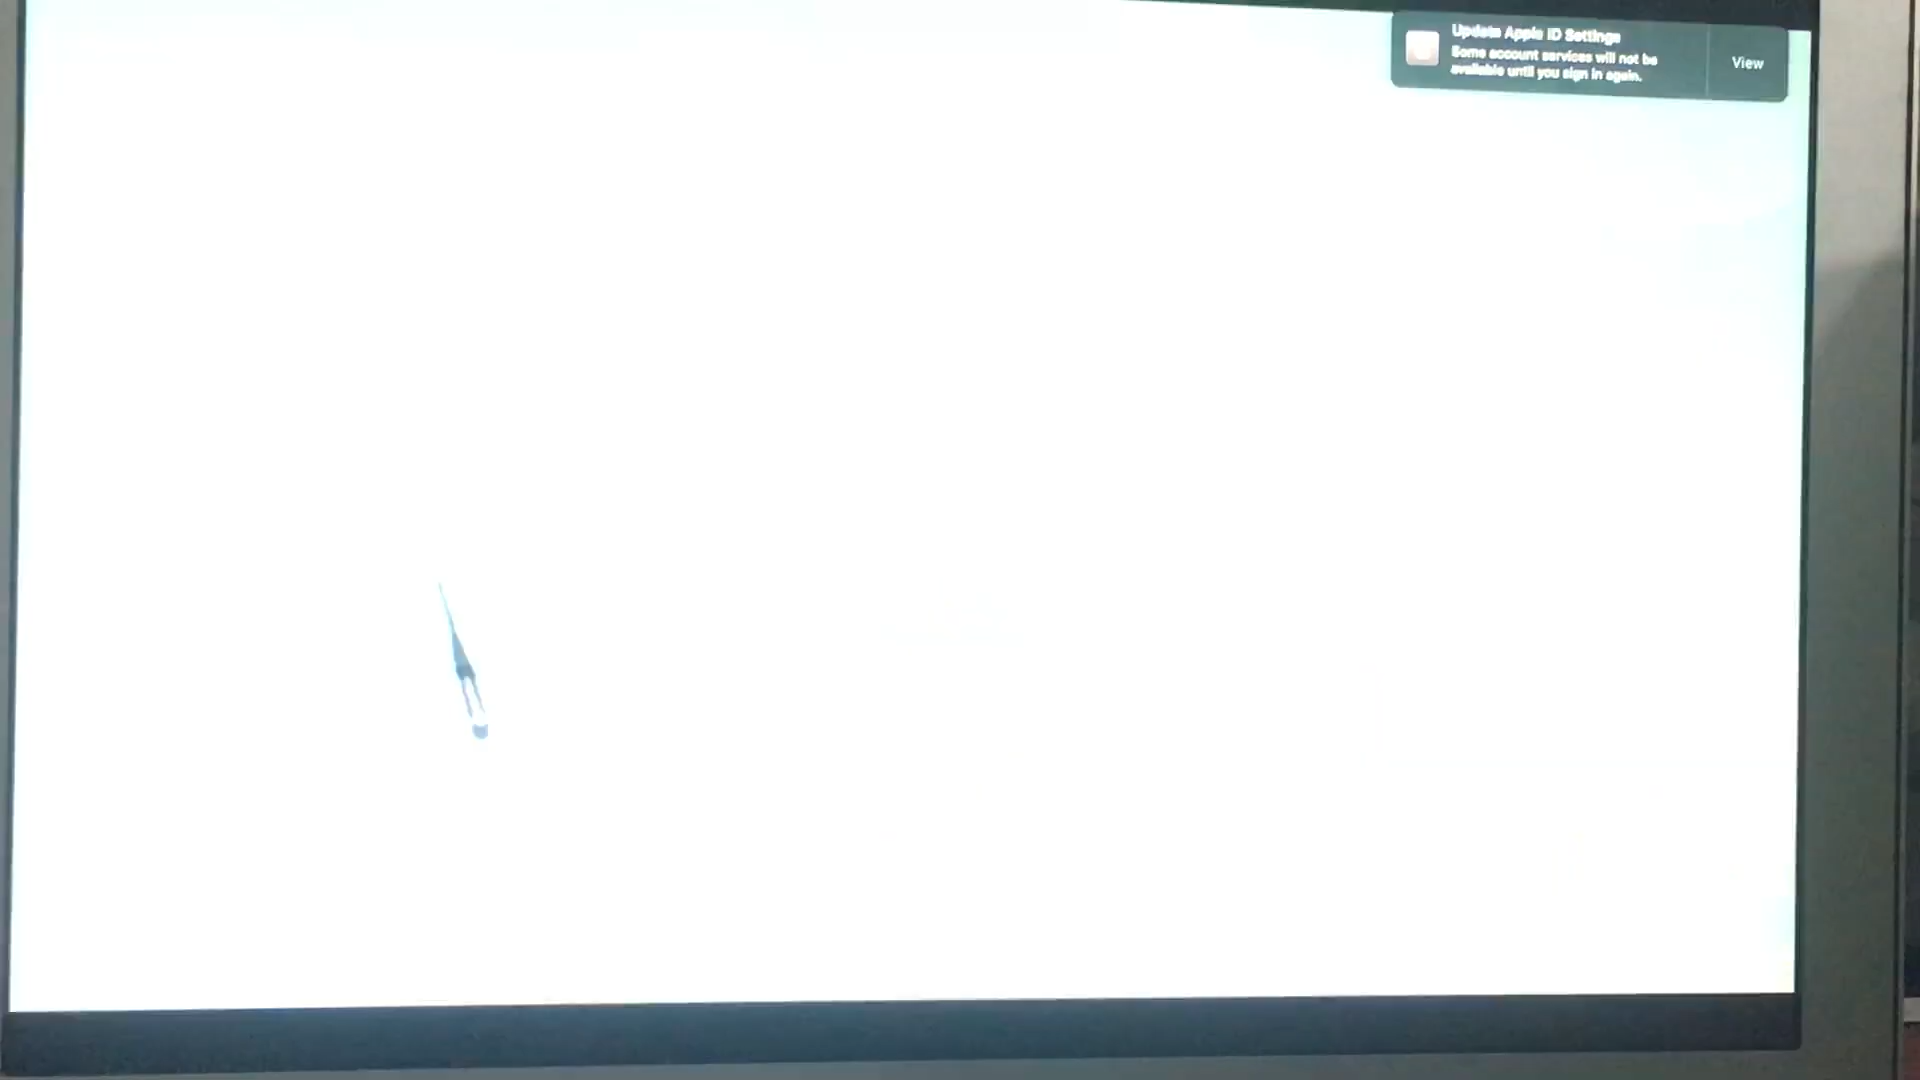 Update Apple ID Settings
Some account services will not be
available until you sign in again.
View